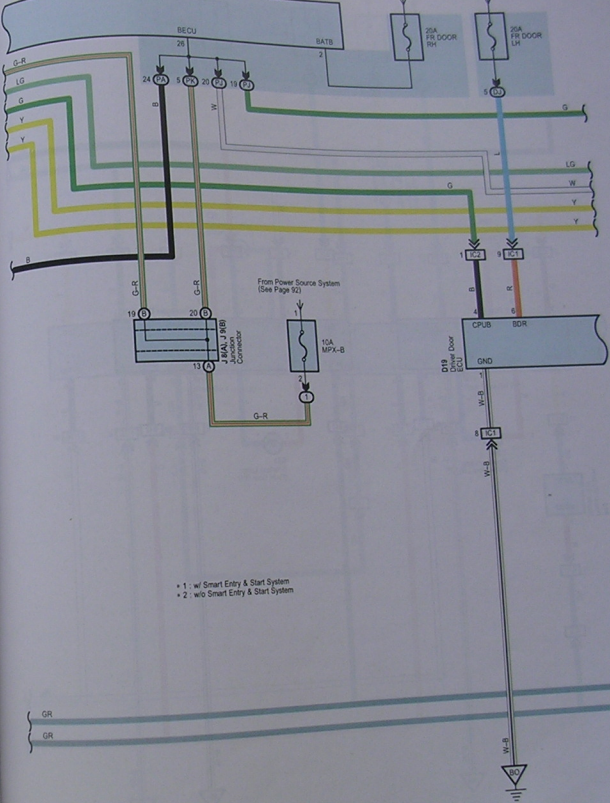 BECU
26
BATB
2
20A
FR DOOR
RH
20A
FR DOOR
LH
G-R
24 PA
5 PK
20 PJ
19 PJ
5
LG
G
Y
Y
B
W
L
G
LG
W
G
Y
Y
B
1 IC2
9 IC1
G-R
G-R
From Power Source System
(See Page 92)
1
B
R
19 B
20 B
10A
MPX-B
4
6
CPUB
BDR
J 8(A), J 9(B)
Junction
Connector
D19
Driver Door
ECU
GND
13 A
2
1
1
G-R
W-B
8 IC1
W-B
* 1 : w/ Smart Entry & Start System
* 2 : w/o Smart Entry & Start System
GR
GR
W-B
BO